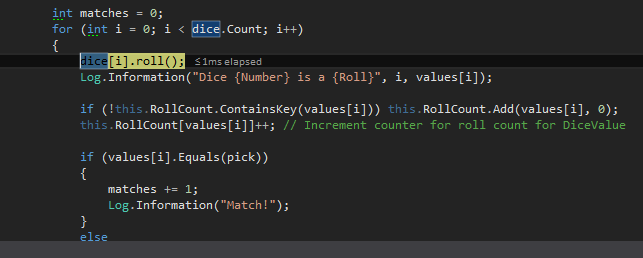 int matches = 0;
for (int i = 0; i < dice.Count; i++)
{
dice[i].roll(); ≤1ms elapsed
Log.Information("Dice {Number} is a {Roll}", i, values[i]);
if (!this.RollCount.ContainsKey(values[i])) this.RollCount.Add(values[i], 0);
this.RollCount[values[i]]++; // Increment counter for roll count for DiceValue
if (values[i].Equals(pick))
{
matches += 1;
Log.Information("Match!");
}
else